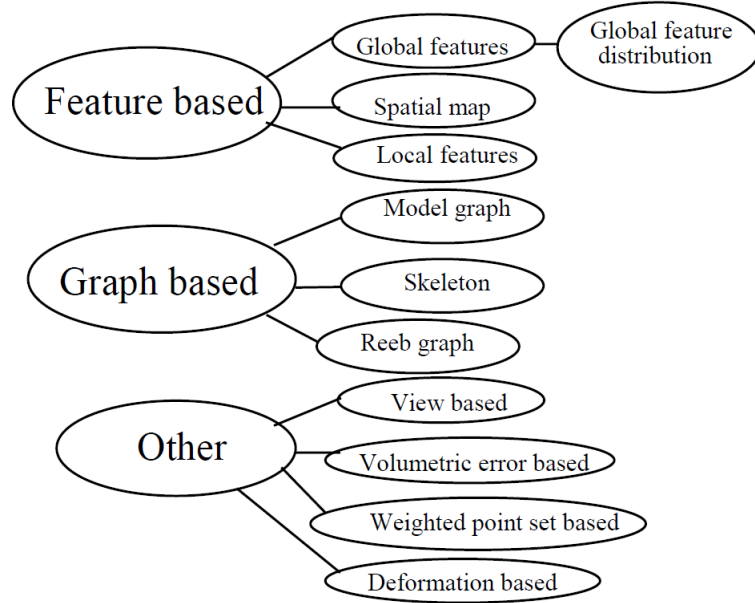 Feature based
Global features
Global feature
distribution
Spatial map
Local features
Graph based
Model graph
Skeleton
Reeb graph
Other
View based
Volumetric error based
Weighted point set based
Deformation based